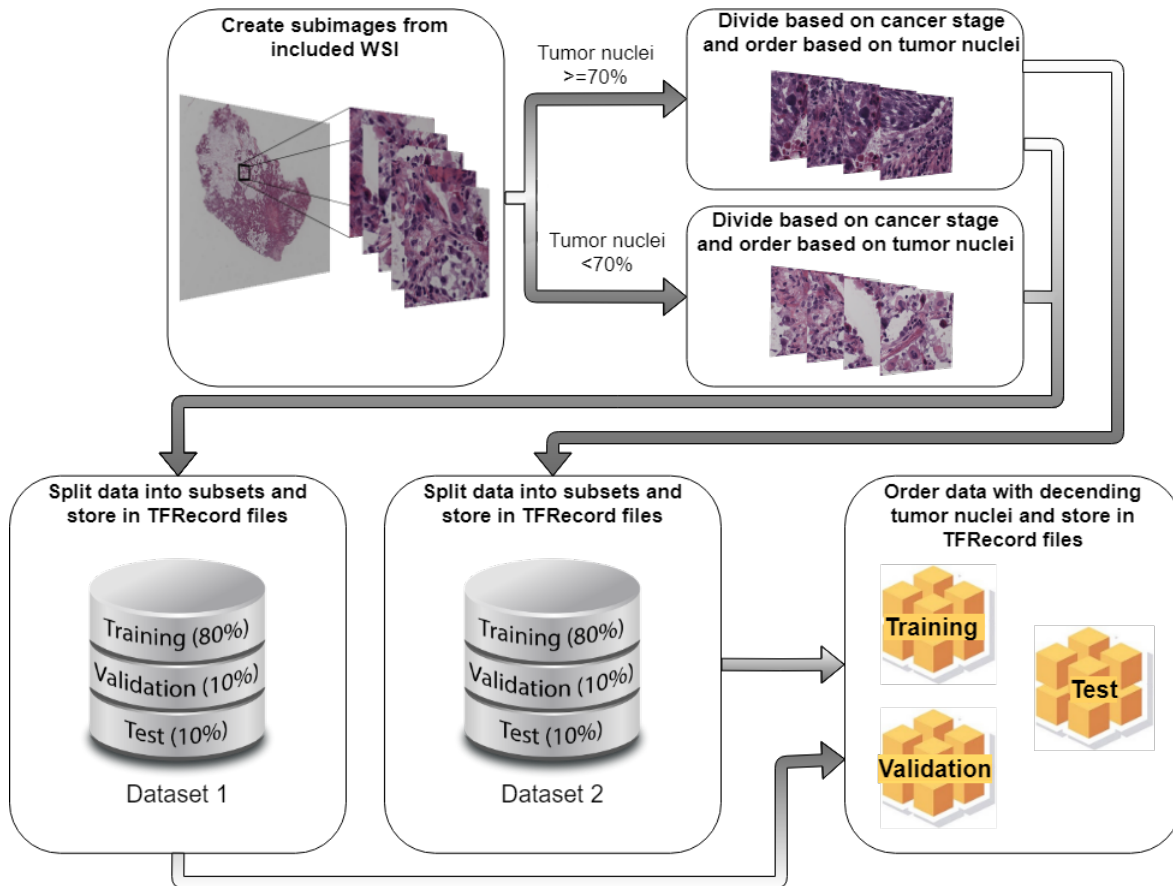 Create subimages from
included WSI
Tumor nuclei
>=70%
Divide based on cancer stage
and order based on tumor nuclei
Tumor nuclei
<70%
Divide based on cancer stage
and order based on tumor nuclei
Split data into subsets and
store in TFRecord files
Training (80%)
Validation (10%)
Test (10%)
Dataset 1
Split data into subsets and
store in TFRecord files
Training (80%)
Validation (10%)
Test (10%)
Dataset 2
Order data with decending
tumor nuclei and store in
TFRecord files
Training
Test
Validation